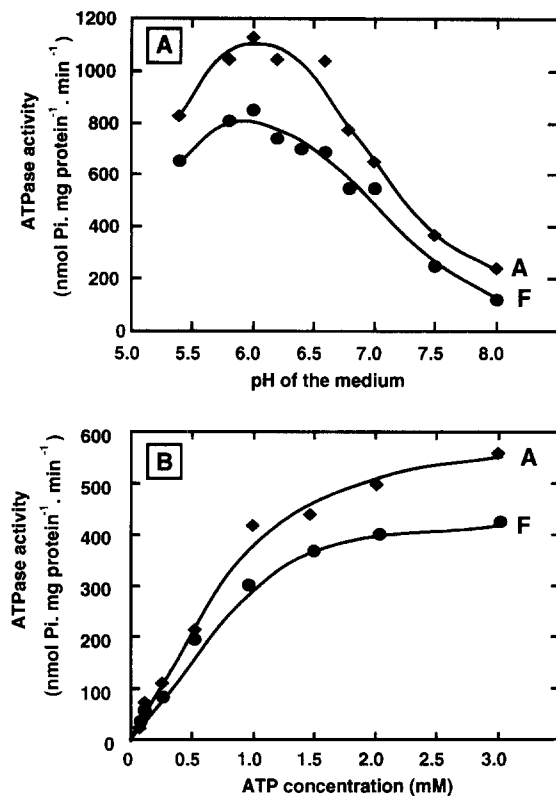 A
ATPase activity
(nmol Pi. mg protein⁻¹. min⁻¹)
1200
1000
800
600
400
200
0
A
F
5.0 5.5 6.0 6.5 7.0 7.5 8.0
pH of the medium
B
ATPase activity
(nmol Pi. mg protein⁻¹. min⁻¹)
600
500
400
300
200
100
0
A
F
0 0.5 1.0 1.5 2.0 2.5 3.0
ATP concentration (mM)